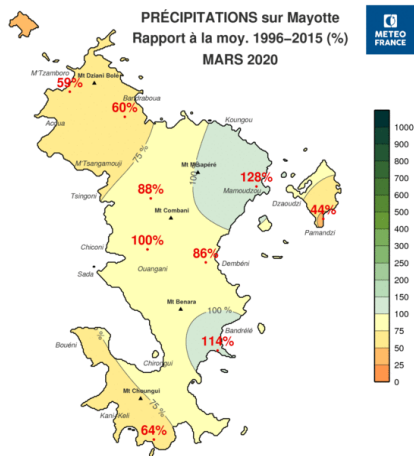 PRÉCIPITATIONS sur Mayotte
Rapport à la moy. 1996–2015 (%)
MARS 2020
METEO
FRANCE
M'Tzamboro
Mt Dziani Bolé
59%
Bandraboua
60%
Acqua
Koungou
M'Tsangamouji
75 %
100 %
Mt MSapéré
128%
Mamoudzou
Tsingoni
88%
Dzaoudzi
44%
Pamandzi
Mt Combani
Chiconi
100%
86%
Dembéni
Ouangani
Sada
Mt Benara
100 %
Bandrélé
114%
Bouéni
%
Chirongui
Mt Choungui
75 %
Kani-Kéli
64%
1000
900
800
700
600
500
400
300
250
200
150
100
75
50
25
0